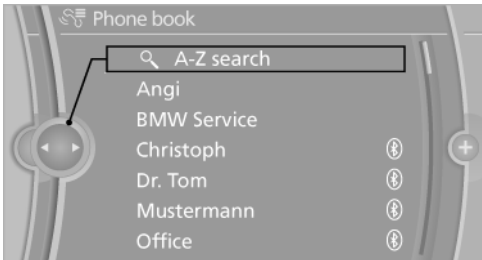 Phone book
A-Z search
Angi
BMW Service
Christoph
Dr. Tom
Mustermann
Office